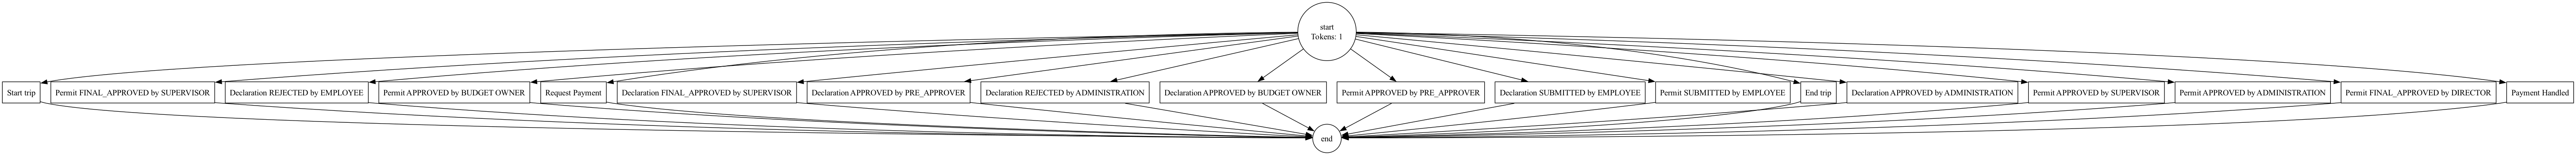 start
Tokens: 1
Start trip
Permit FINAL_APPROVED by SUPERVISOR
Declaration REJECTED by EMPLOYEE
Permit APPROVED by BUDGET OWNER
Request Payment
Declaration FINAL_APPROVED by SUPERVISOR
Declaration APPROVED by PRE_APPROVER
Declaration REJECTED by ADMINISTRATION
Declaration APPROVED by BUDGET OWNER
Permit APPROVED by PRE_APPROVER
Declaration SUBMITTED by EMPLOYEE
Permit SUBMITTED by EMPLOYEE
End trip
Declaration APPROVED by ADMINISTRATION
Permit APPROVED by SUPERVISOR
Permit APPROVED by ADMINISTRATION
Permit FINAL_APPROVED by DIRECTOR
Payment Handled
end